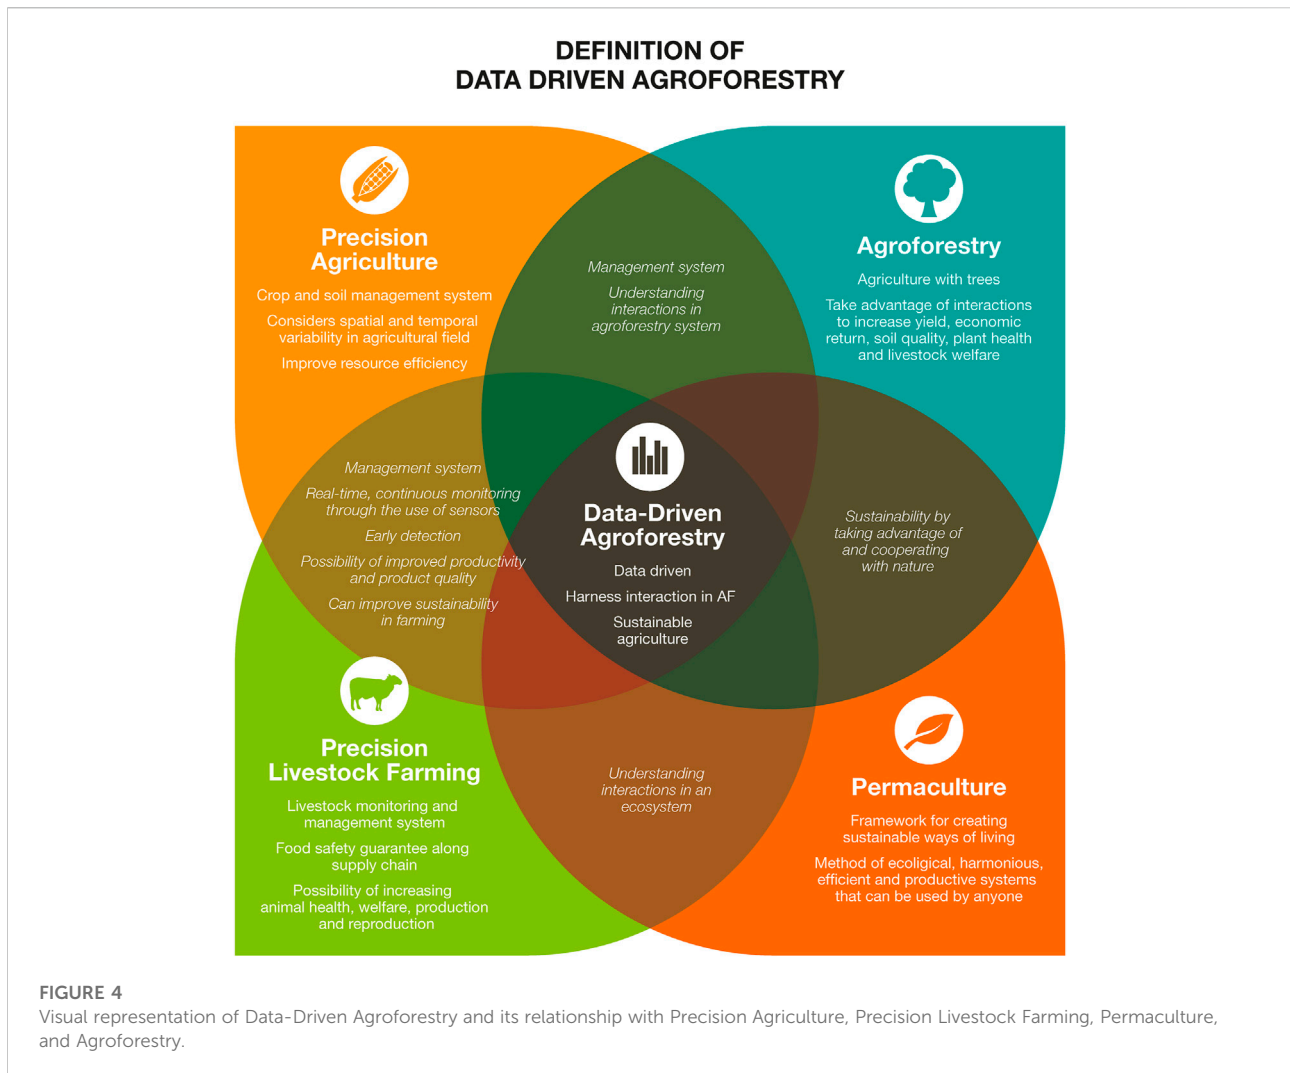 DEFINITION OF
DATA DRIVEN AGROFORESTRY
Precision
Agriculture
Crop and soil management system
Considers spatial and temporal
variability in agricultural field
Improve resource efficiency
Management system
Understanding
interactions in
agroforestry system
Agroforestry
Agriculture with trees
Take advantage of interactions
to increase yield, economic
return, soil quality, plant health
and livestock welfare
Management system
Real-time, continuous monitoring
through the use of sensors
Early detection
Possibility of improved productivity
and product quality
Can improve sustainability
in farming
Data-Driven
Agroforestry
Data driven
Harness interaction in AF
Sustainable
agriculture
Sustainability by
taking advantage of
and cooperating
with nature
Precision
Livestock Farming
Livestock monitoring and
management system
Food safety guarantee along
supply chain
Possibility of increasing
animal health, welfare, production
and reproduction
Understanding
interactions in an
ecosystem
Permaculture
Framework for creating
sustainable ways of living
Method of ecoligical, harmonious,
efficient and productive systems
that can be used by anyone
FIGURE 4
Visual representation of Data-Driven Agroforestry and its relationship with Precision Agriculture, Precision Livestock Farming, Permaculture,
and Agroforestry.